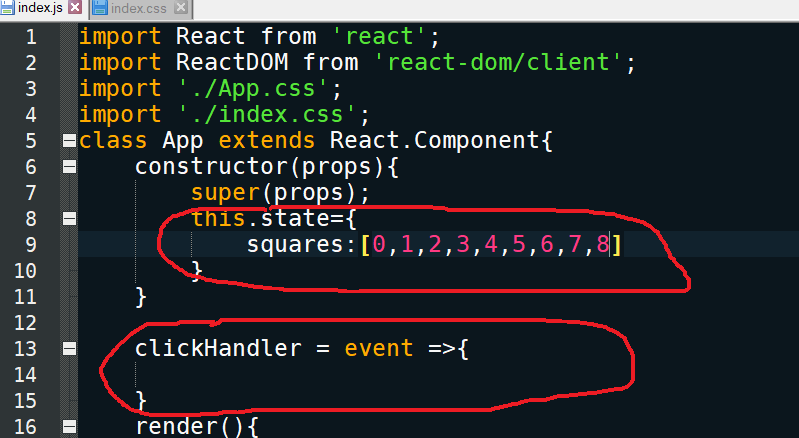 index.js index.css
1 import React from 'react';
2 import ReactDOM from 'react-dom/client';
3 import './App.css';
4 import './index.css';
5 class App extends React.Component{
6 constructor(props){
7 super(props);
8 this.state={
9 squares:[0,1,2,3,4,5,6,7,8]
10 }
11 }
12
13 clickHandler = event =>{
14
15 }
16 render(){